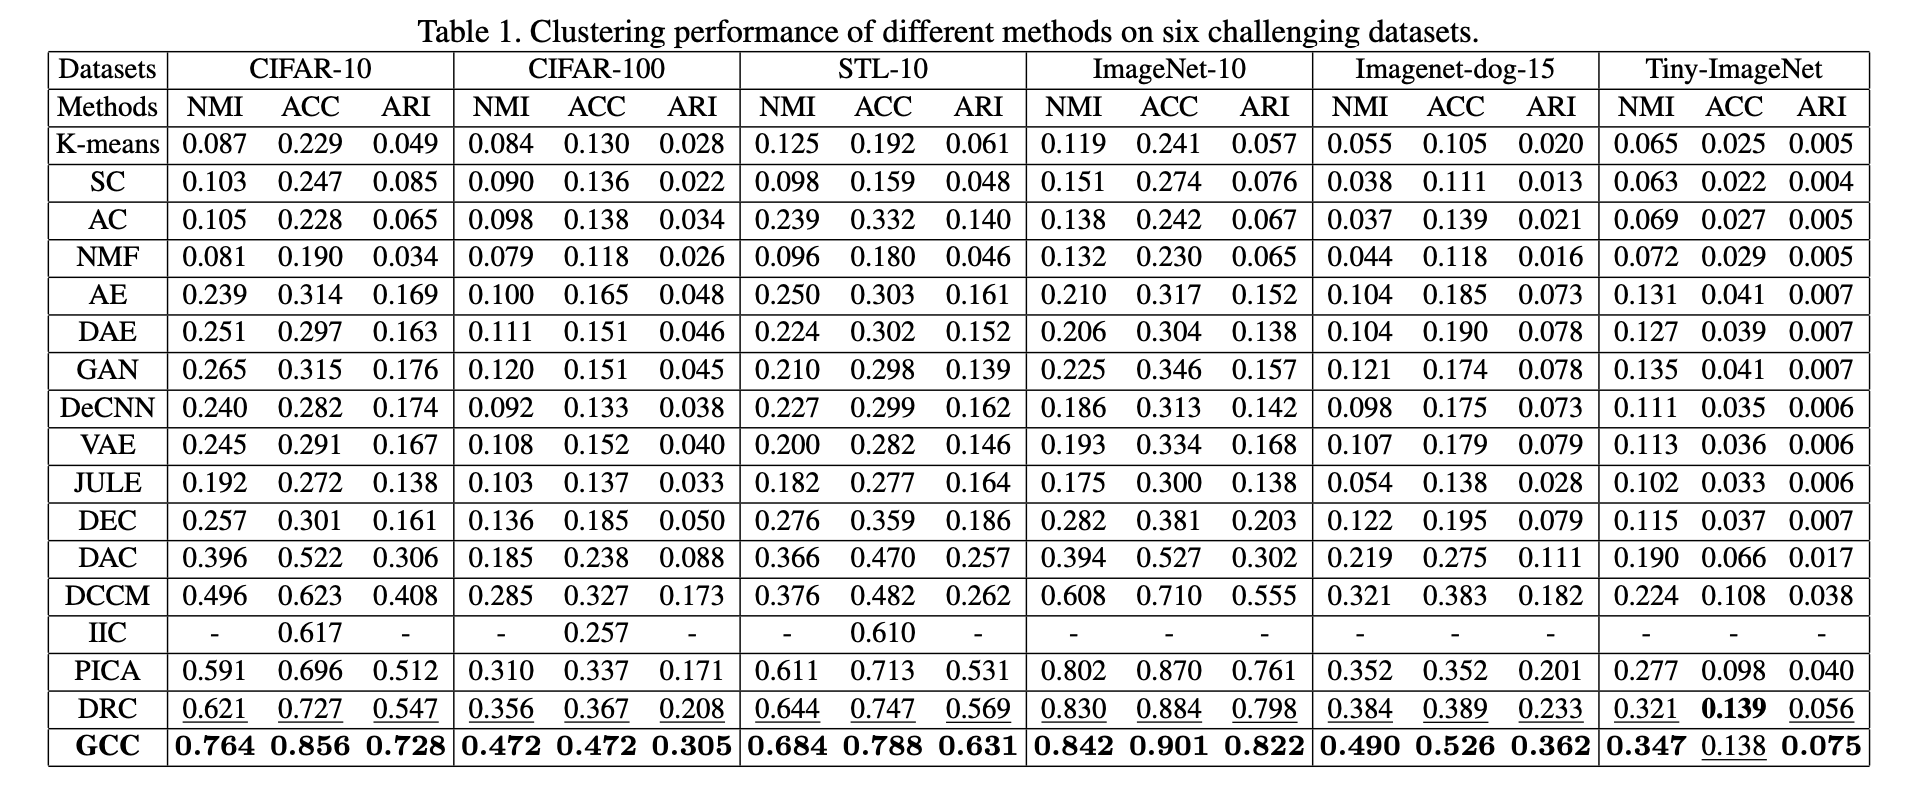 Table 1. Clustering performance of different methods on six challenging datasets.
Datasets CIFAR-10 CIFAR-100 STL-10 ImageNet-10 Imagenet-dog-15 Tiny-ImageNet
Methods NMI ACC ARI NMI ACC ARI NMI ACC ARI NMI ACC ARI NMI ACC ARI NMI ACC ARI
K-means 0.087 0.229 0.049 0.084 0.130 0.028 0.125 0.192 0.061 0.119 0.241 0.057 0.055 0.105 0.020 0.065 0.025 0.005
SC 0.103 0.247 0.085 0.090 0.136 0.022 0.098 0.159 0.048 0.151 0.274 0.076 0.038 0.111 0.013 0.063 0.022 0.004
AC 0.105 0.228 0.065 0.098 0.138 0.034 0.239 0.332 0.140 0.138 0.242 0.067 0.037 0.139 0.021 0.069 0.027 0.005
NMF 0.081 0.190 0.034 0.079 0.118 0.026 0.096 0.180 0.046 0.132 0.230 0.065 0.044 0.118 0.016 0.072 0.029 0.005
AE 0.239 0.314 0.169 0.100 0.165 0.048 0.250 0.303 0.161 0.210 0.317 0.152 0.104 0.185 0.073 0.131 0.041 0.007
DAE 0.251 0.297 0.163 0.111 0.151 0.046 0.224 0.302 0.152 0.206 0.304 0.138 0.104 0.190 0.078 0.127 0.039 0.007
GAN 0.265 0.315 0.176 0.120 0.151 0.045 0.210 0.298 0.139 0.225 0.346 0.157 0.121 0.174 0.078 0.135 0.041 0.007
DeCNN 0.240 0.282 0.174 0.092 0.133 0.038 0.227 0.299 0.162 0.186 0.313 0.142 0.098 0.175 0.073 0.111 0.035 0.006
VAE 0.245 0.291 0.167 0.108 0.152 0.040 0.200 0.282 0.146 0.193 0.334 0.168 0.107 0.179 0.079 0.113 0.036 0.006
JULE 0.192 0.272 0.138 0.103 0.137 0.033 0.182 0.277 0.164 0.175 0.300 0.138 0.054 0.138 0.028 0.102 0.033 0.006
DEC 0.257 0.301 0.161 0.136 0.185 0.050 0.276 0.359 0.186 0.282 0.381 0.203 0.122 0.195 0.079 0.115 0.037 0.007
DAC 0.396 0.522 0.306 0.185 0.238 0.088 0.366 0.470 0.257 0.394 0.527 0.302 0.219 0.275 0.111 0.190 0.066 0.017
DCCM 0.496 0.623 0.408 0.285 0.327 0.173 0.376 0.482 0.262 0.608 0.710 0.555 0.321 0.383 0.182 0.224 0.108 0.038
IIC - 0.617 - - 0.257 - - 0.610 - - - - - - - - - -
PICA 0.591 0.696 0.512 0.310 0.337 0.171 0.611 0.713 0.531 0.802 0.870 0.761 0.352 0.352 0.201 0.277 0.098 0.040
DRC 0.621 0.727 0.547 0.356 0.367 0.208 0.644 0.747 0.569 0.830 0.884 0.798 0.384 0.389 0.233 0.321 0.139 0.056
GCC 0.764 0.856 0.728 0.472 0.472 0.305 0.684 0.788 0.631 0.842 0.901 0.822 0.490 0.526 0.362 0.347 0.138 0.075